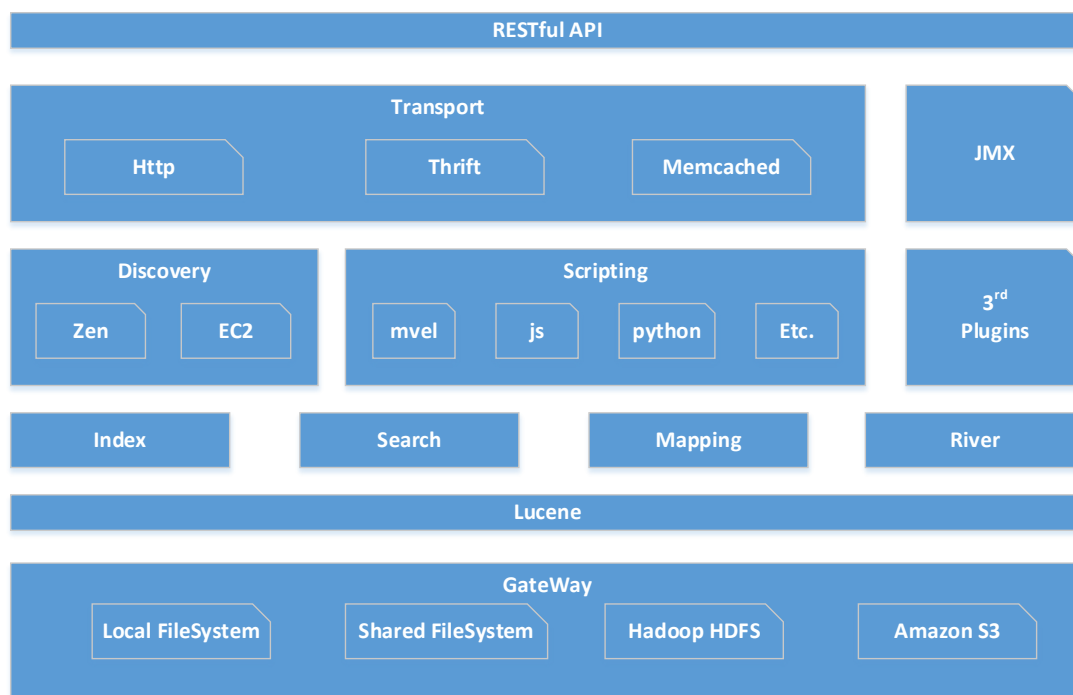 RESTful API
Transport
Http
Thrift
Memcached
JMX
Discovery
Zen
EC2
Scripting
mvel
js
python
Etc.
3rd
Plugins
Index
Search
Mapping
River
Lucene
GateWay
Local FileSystem
Shared FileSystem
Hadoop HDFS
Amazon S3